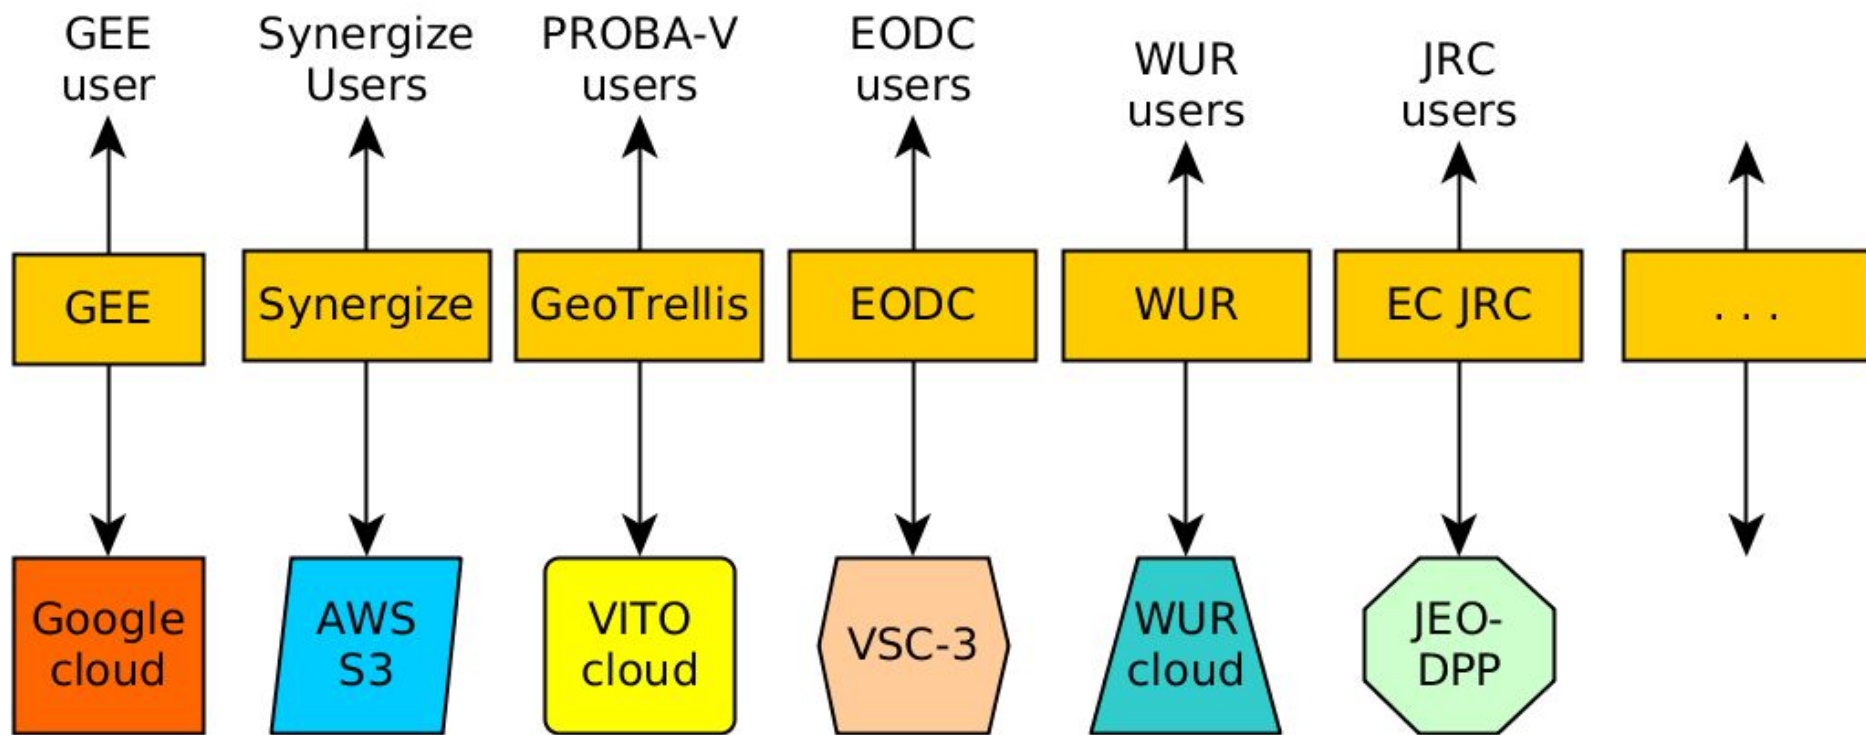 GEE
user
Synergize
Users
PROBA-V
users
EODC
users
WUR
users
JRC
users
GEE
Synergize
GeoTrellis
EODC
WUR
EC JRC
. . .
Google
cloud
AWS
S3
VITO
cloud
VSC-3
WUR
cloud
JEO-
DPP